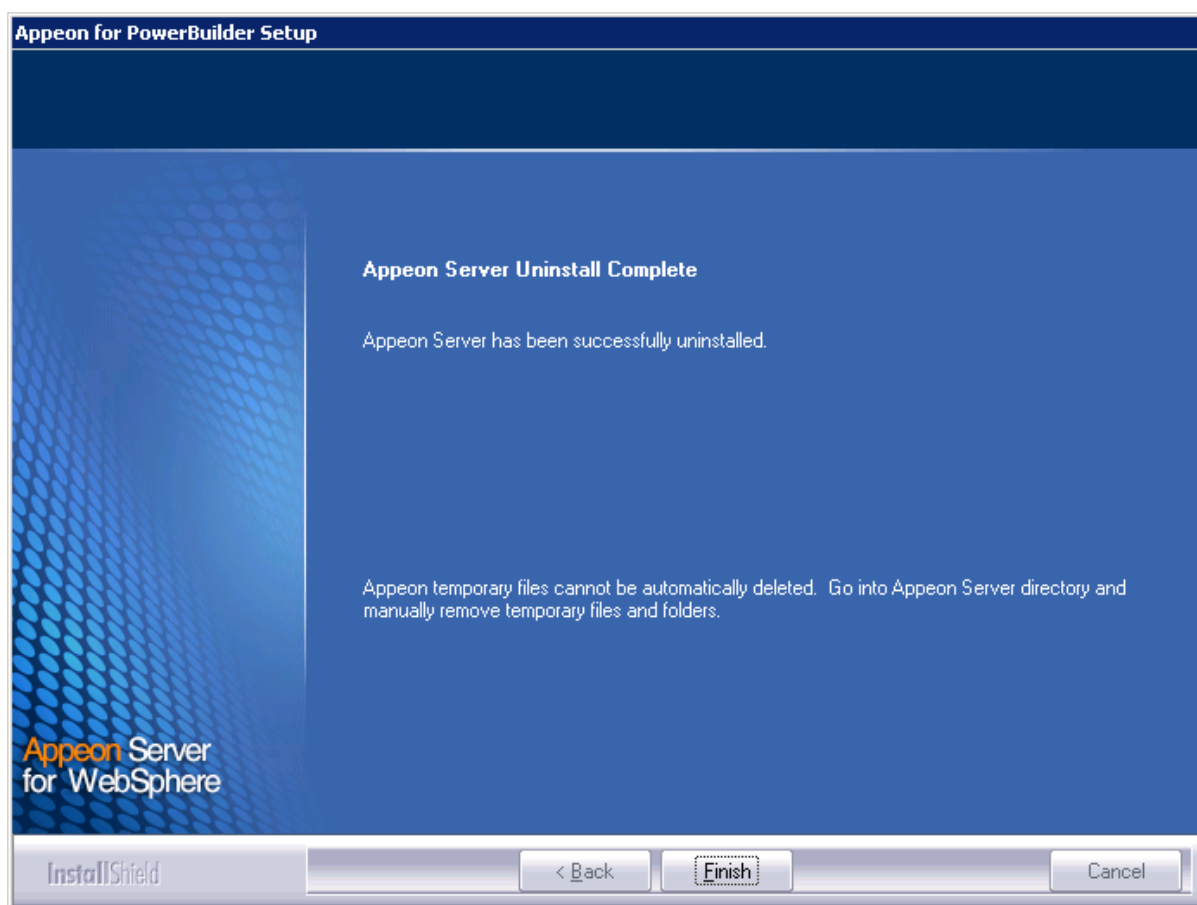 Appeon for PowerBuilder Setup
Appeon Server Uninstall Complete
Appeon Server has been successfully uninstalled.
Appeon temporary files cannot be automatically deleted.  Go into Appeon Server directory and
manually remove temporary files and folders.
Appeon Server
for WebSphere
InstallShield
< Back
Finish
Cancel